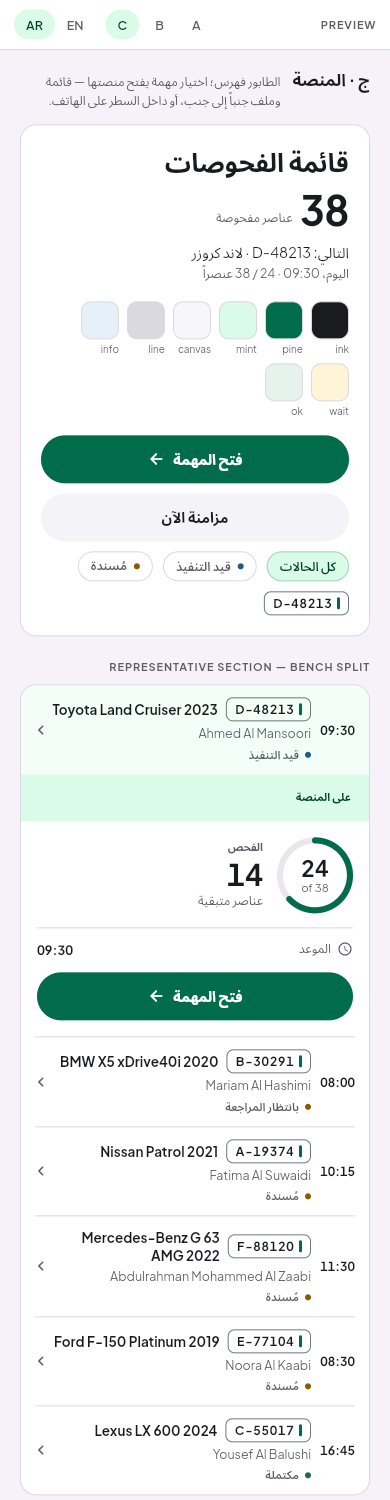 AR EN C B A PREVIEW
ج · المنصة
الطابور فهرس؛ اختيار مهمة يفتح منصتها — قائمة
وملف جنباً إلى جنب، أو داخل السطر على الهاتف.
قائمة الفحوصات
38 عناصر مفحوصة
التالي: D-48213 · لاند كروزر
اليوم، 09:30 · 24 / 38 عنصراً
ink pine mint canvas line info
wait ok
فتح المهمة
مزامنة الآن
كل الحالات قيد التنفيذ مُسندة
D-48213
REPRESENTATIVE SECTION — BENCH SPLIT
09:30 D-48213 Toyota Land Cruiser 2023
Ahmed Al Mansoori
قيد التنفيذ
على المنصة
24
of 38
الفحص
14
عناصر متبقية
الموعد 09:30
فتح المهمة
08:00 B-30291 BMW X5 xDrive40i 2020
Mariam Al Hashimi
بانتظار المراجعة
10:15 A-19374 Nissan Patrol 2021
Fatima Al Suwaidi
مُسندة
11:30 F-88120 Mercedes-Benz G 63
AMG 2022
Abdulrahman Mohammed Al Zaabi
مُسندة
08:30 E-77104 Ford F-150 Platinum 2019
Noora Al Kaabi
مُسندة
16:45 C-55017 Lexus LX 600 2024
Yousef Al Balushi
مكتملة